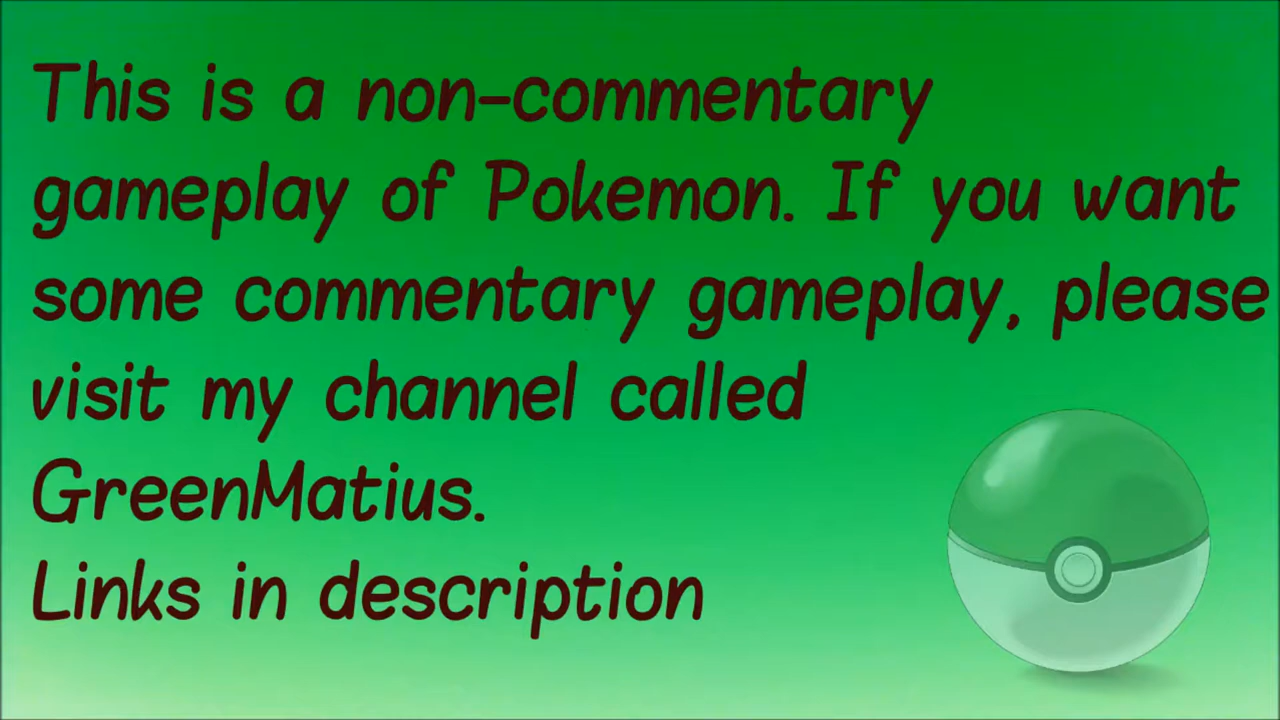 This is a non-commentary
gameplay of Pokemon. If you want
some commentary gameplay, please
visit my channel called
GreenMatius.
Links in description